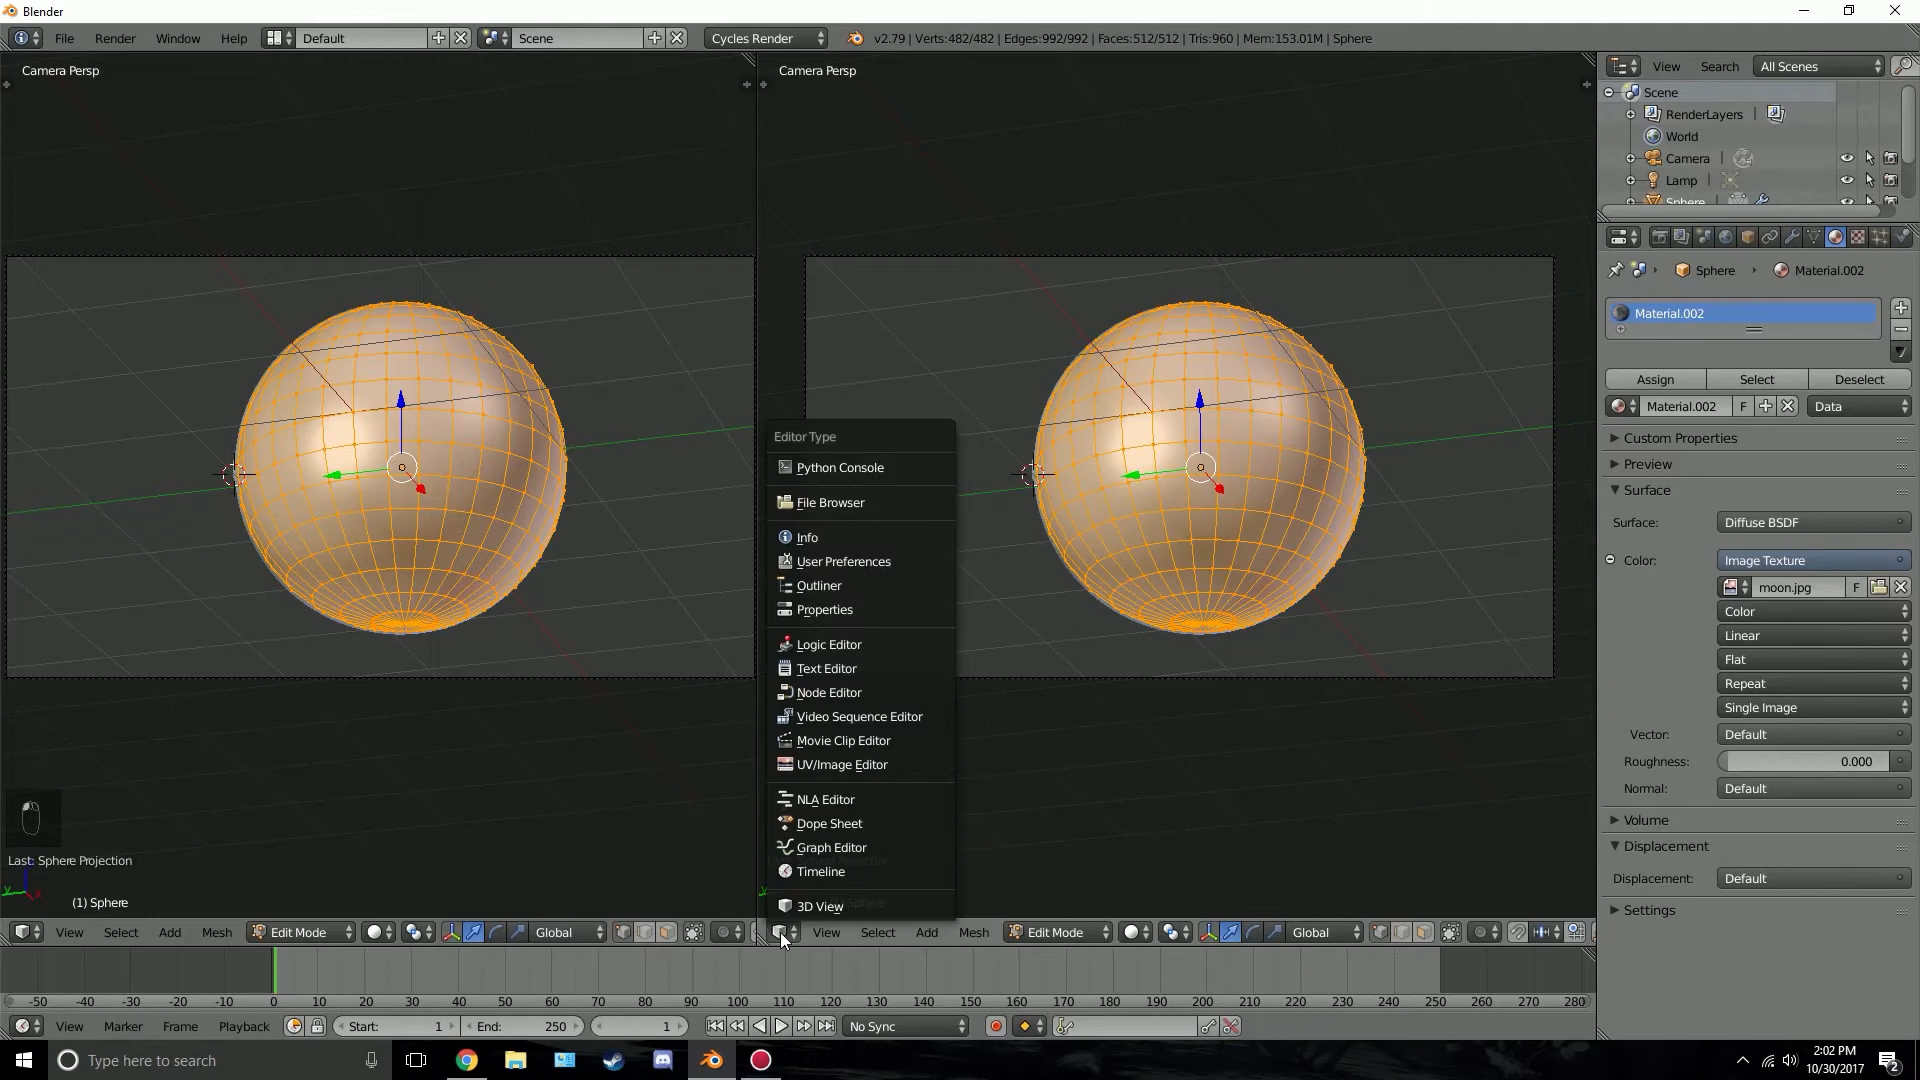 Blender
File Render Window Help Default Scene Cycles Render v2.79 | Verts:482/482 | Edges:992/992 | Faces:512/512 | Tris:960 | Mem:153.01M | Sphere
Camera Persp
Camera Persp
View Search All Scenes
Scene
RenderLayers
World
Camera
Lamp
Sphere
Sphere Material.002
Material.002
Assign Select Deselect
Material.002 F Data
Custom Properties
Preview
Surface
Surface: Diffuse BSDF
Color: Image Texture
moon.jpg F
Color
Linear
Flat
Repeat
Single Image
Vector: Default
Roughness: 0.000
Normal: Default
Volume
Displacement
Displacement: Default
Settings
Editor Type
Python Console
File Browser
Info
User Preferences
Outliner
Properties
Logic Editor
Text Editor
Node Editor
Video Sequence Editor
Movie Clip Editor
UV/Image Editor
NLA Editor
Dope Sheet
Graph Editor
Timeline
3D View
Last: Sphere Projection
(1) Sphere
View Select Add Mesh Edit Mode Global
View Select Add Mesh Edit Mode Global
-50 -40 -30 -20 -10 0 10 20 30 40 50 60 70 80 90 100 110 120 130 140 150 160 170 180 190 200 210 220 230 240 250 260 270 280
View Marker Frame Playback Start: 1 End: 250 1 No Sync
Type here to search
2:02 PM
10/30/2017
2